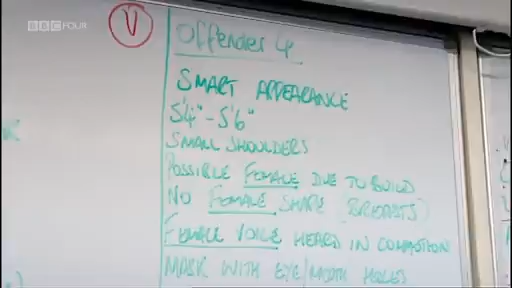 BBC FOUR
V
Offender 4
SMART APPEARANCE
5'4" - 5'6"
SMALL SHOULDERS
POSSIBLE FEMALE DUE TO BUILD
NO FEMALE SHAPE (BREASTS)
FEMALE VOICE HEARD IN COMMOTION
MASK WITH EYE/MOUTH HOLES